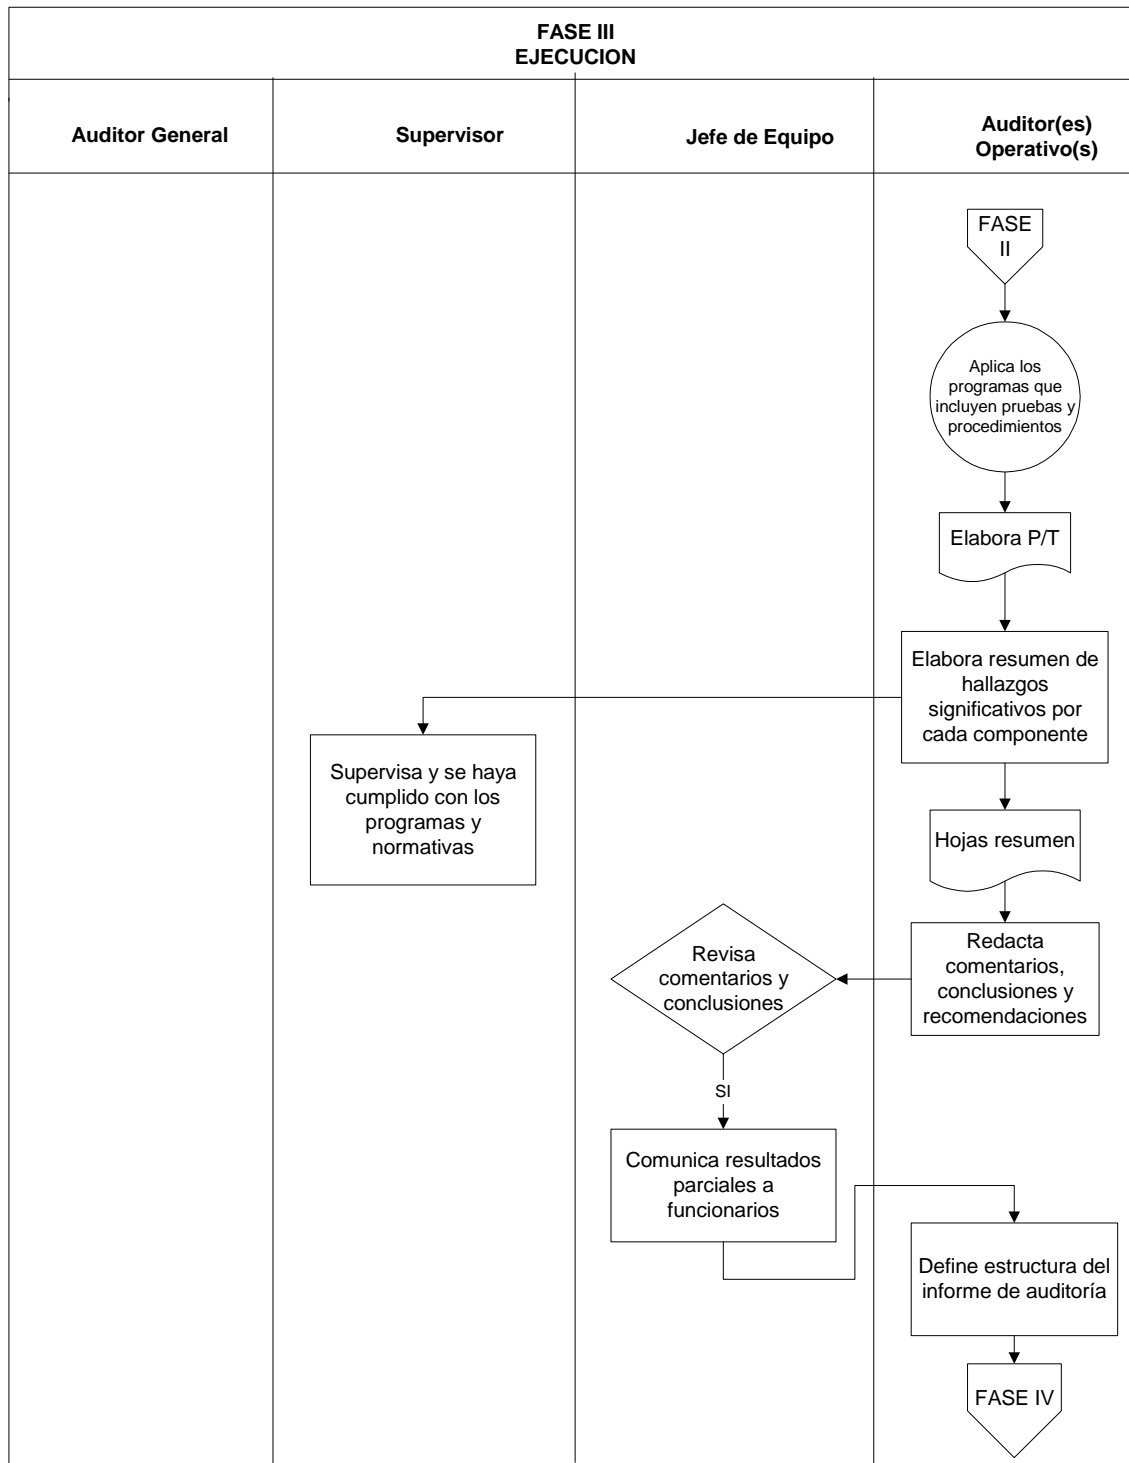 FASE III
EJECUCION
Auditor General
Supervisor
Jefe de Equipo
Auditor(es)
Operativo(s)
FASE
II
Aplica los
programas que
incluyen pruebas y
procedimientos
Elabora P/T
Elabora resumen de
hallazgos
significativos por
cada componente
Supervisa y se haya
cumplido con los
programas y
normativas
Hojas resumen
Redacta
comentarios,
conclusiones y
recomendaciones
Revisa
comentarios y
conclusiones
SI
Comunica resultados
parciales a
funcionarios
Define estructura del
informe de auditoría
FASE IV